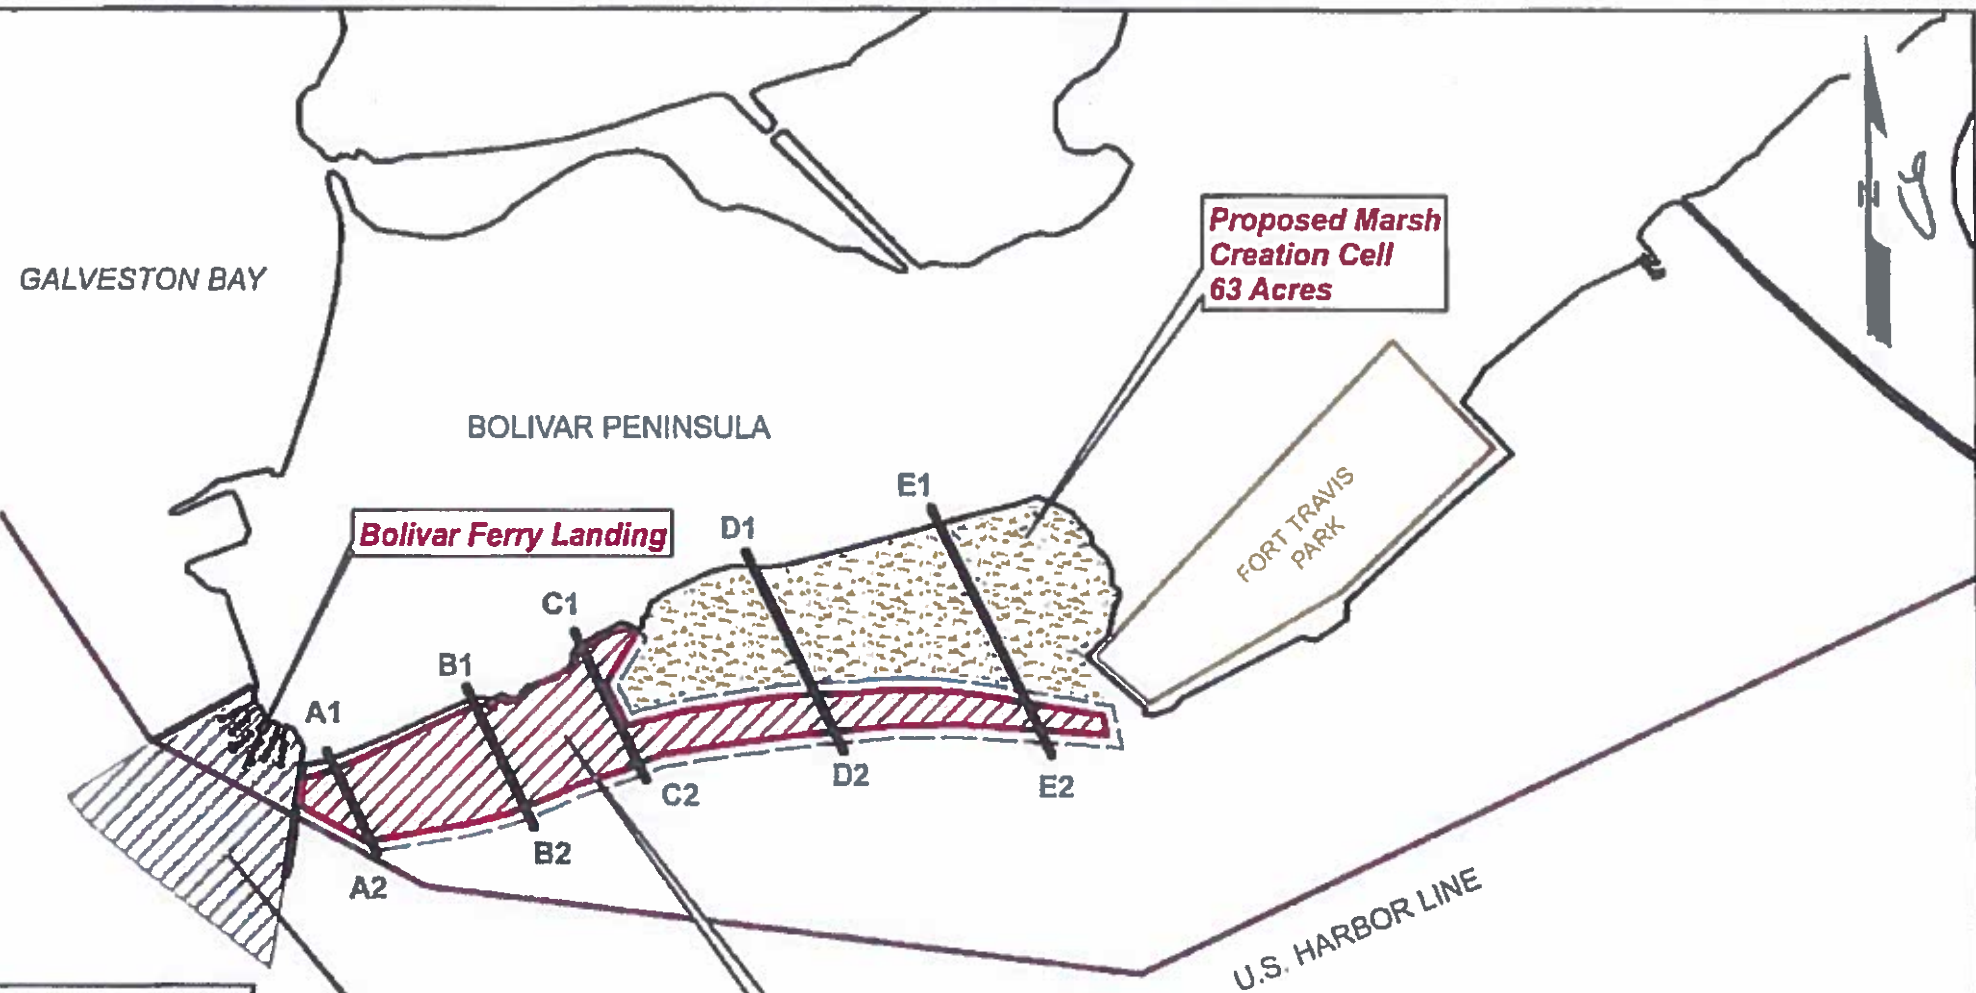 Proposed Marsh
Creation Cell
63 Acres
N
GALVESTON BAY
BOLIVAR PENINSULA
E1
Bolivar Ferry Landing
D1
FORT TRAVIS
PARK
C1
B1
A1
C2
D2
E2
B2
A2
U.S. HARBOR LINE